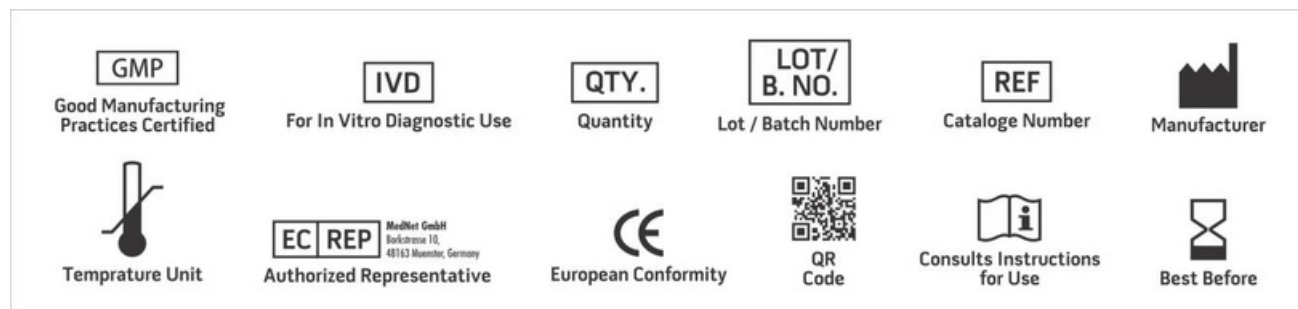 GMP
Good Manufacturing
Practices Certified
IVD
For In Vitro Diagnostic Use
QTY.
Quantity
LOT/
B. NO.
Lot / Batch Number
REF
Cataloge Number
Manufacturer
Temprature Unit
EC REP
MedNet GmbH
Borkstrasse 10,
48163 Muenster, Germany
Authorized Representative
CE
European Conformity
QR
Code
i
Consults Instructions
for Use
Best Before